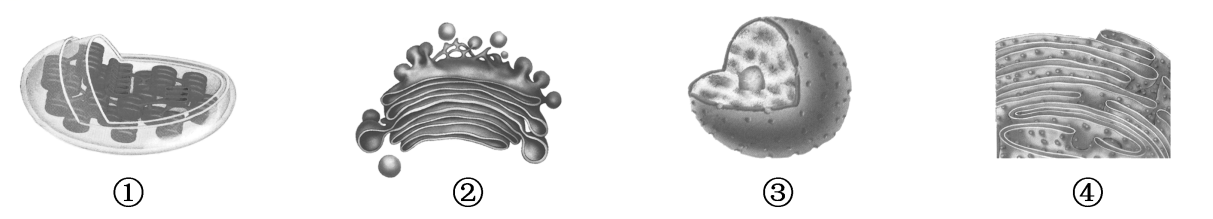 ① ② ③ ④